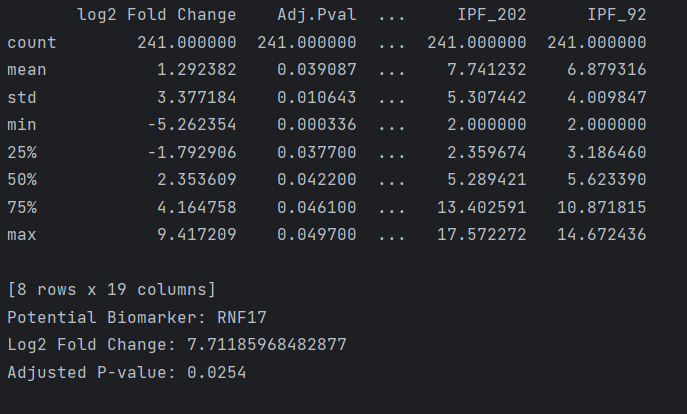 log2 Fold Change Adj.Pval ... IPF_202 IPF_92
count 241.000000 241.000000 ... 241.000000 241.000000
mean 1.292382 0.039087 ... 7.741232 6.879316
std 3.377184 0.010643 ... 5.307442 4.009847
min -5.262354 0.000336 ... 2.000000 2.000000
25% -1.792906 0.037700 ... 2.359674 3.186460
50% 2.353609 0.042200 ... 5.289421 5.623390
75% 4.164758 0.046100 ... 13.402591 10.871815
max 9.417209 0.049700 ... 17.572272 14.672436
[8 rows x 19 columns]
Potential Biomarker: RNF17
Log2 Fold Change: 7.71185968482877
Adjusted P-value: 0.0254